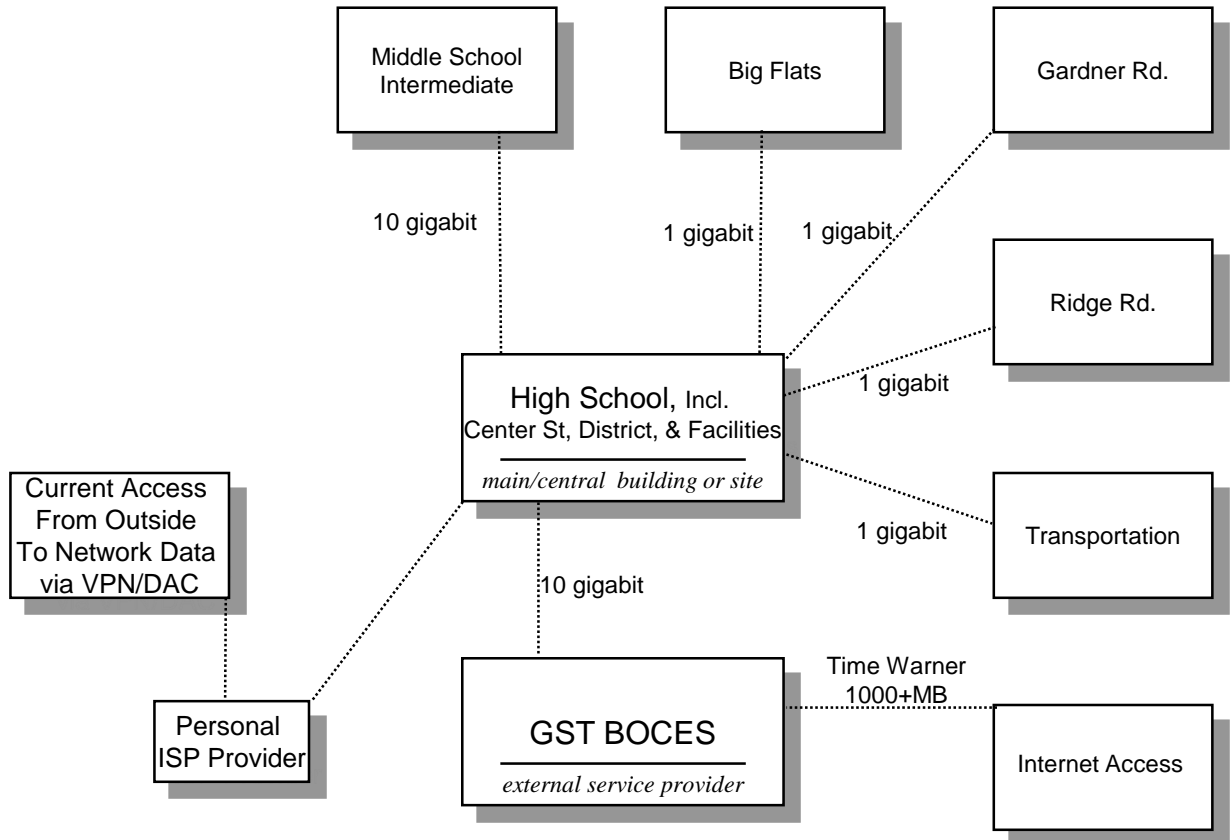 Middle School
Intermediate
Big Flats
Gardner Rd.
10 gigabit
1 gigabit
1 gigabit
Ridge Rd.
1 gigabit
High School, Incl.
Center St, District, & Facilities
main/central building or site
Current Access
From Outside
To Network Data
via VPN/DAC
1 gigabit
Transportation
10 gigabit
Time Warner
1000+MB
Personal
ISP Provider
GST BOCES
external service provider
Internet Access